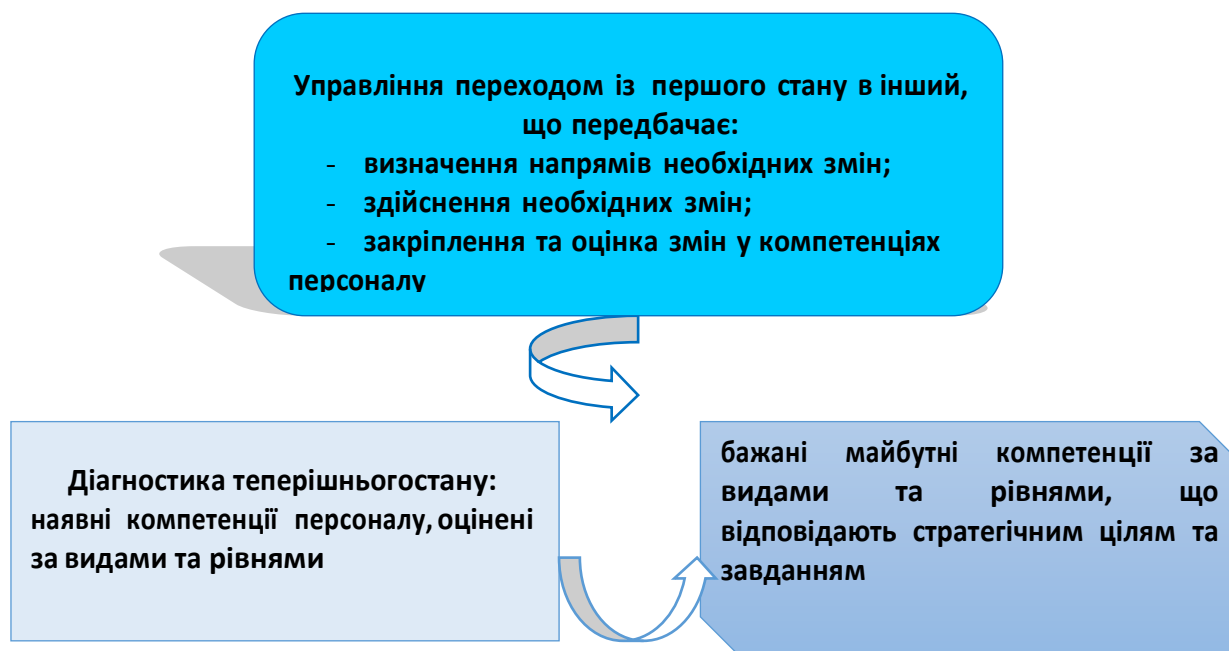 Управління переходом із першого стану в інший,
що передбачає:
- визначення напрямів необхідних змін;
- здійснення необхідних змін;
- закріплення та оцінка змін у компетенціях
персоналу
Діагностика теперішньогостану:
наявні компетенції персоналу, оцінені
за видами та рівнями
бажані майбутні компетенції за
видами та рівнями, що
відповідають стратегічним цілям та
завданням